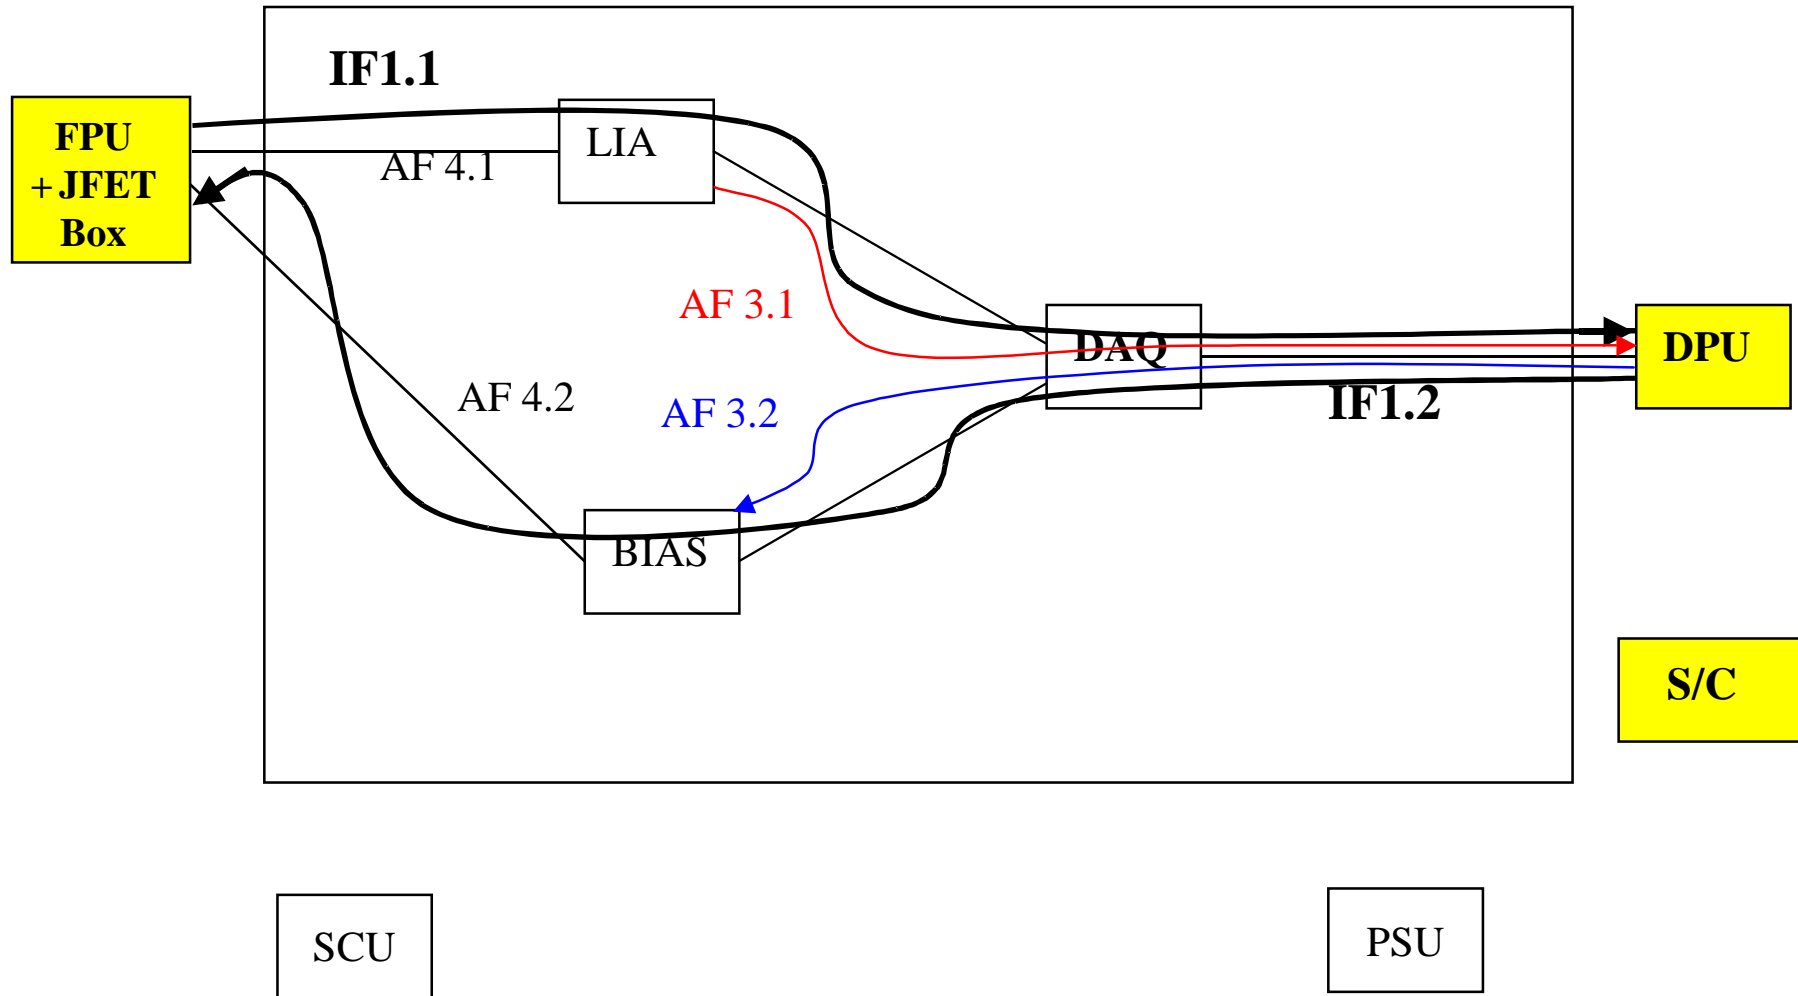 IF1.1
FPU
+ JFET
Box
LIA
AF 4.1
AF 3.1
DAQ
DPU
AF 4.2
AF 3.2
IF1.2
BIAS
S/C
SCU
PSU